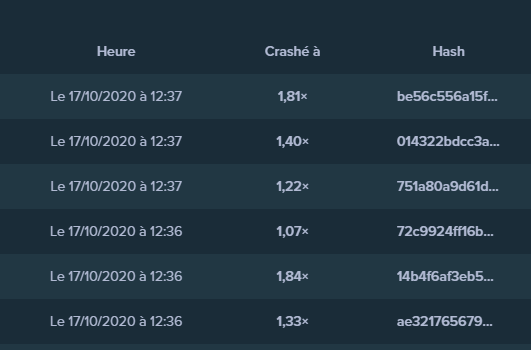 Heure Crashé à Hash
Le 17/10/2020 à 12:37 1,81× be56c556a15f...
Le 17/10/2020 à 12:37 1,40× 014322bdcc3a...
Le 17/10/2020 à 12:37 1,22× 751a80a9d61d...
Le 17/10/2020 à 12:36 1,07× 72c9924ff16b...
Le 17/10/2020 à 12:36 1,84× 14b4f6af3eb5...
Le 17/10/2020 à 12:36 1,33× ae321765679...